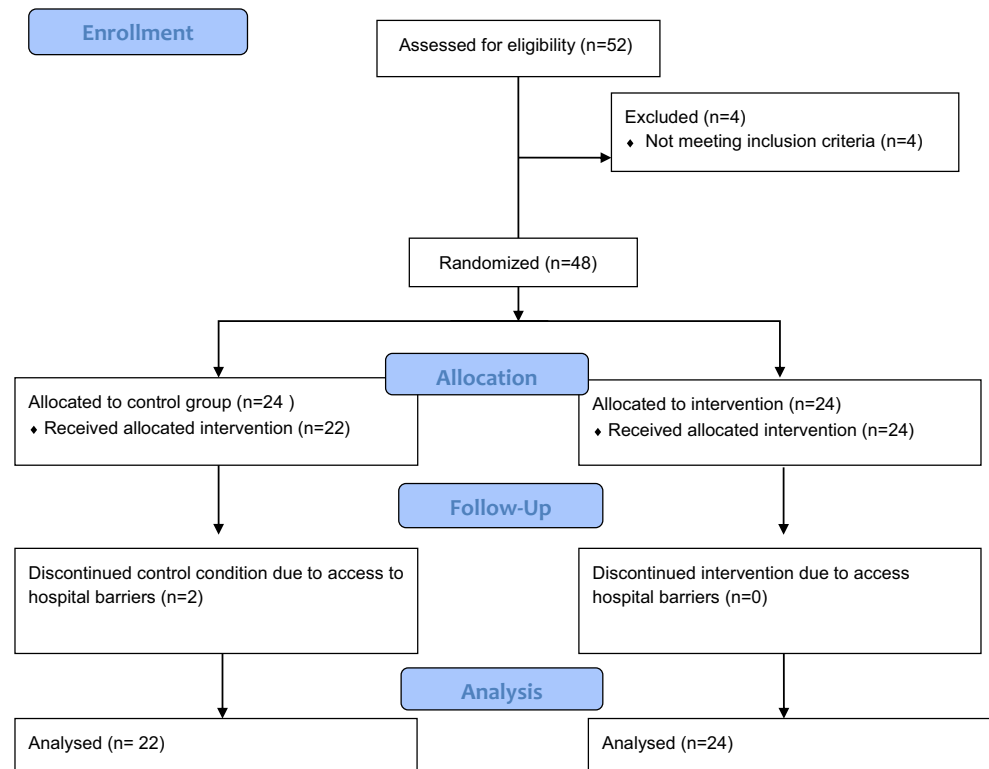 Enrollment
Assessed for eligibility (n=52)
Excluded (n=4)
♦ Not meeting inclusion criteria (n=4)
Randomized (n=48)
Allocation
Allocated to control group (n=24 )
♦ Received allocated intervention (n=22)
Allocated to intervention (n=24)
♦ Received allocated intervention (n=24)
Follow-Up
Discontinued control condition due to access to
hospital barriers (n=2)
Discontinued intervention due to access
hospital barriers (n=0)
Analysis
Analysed (n= 22)
Analysed (n=24)